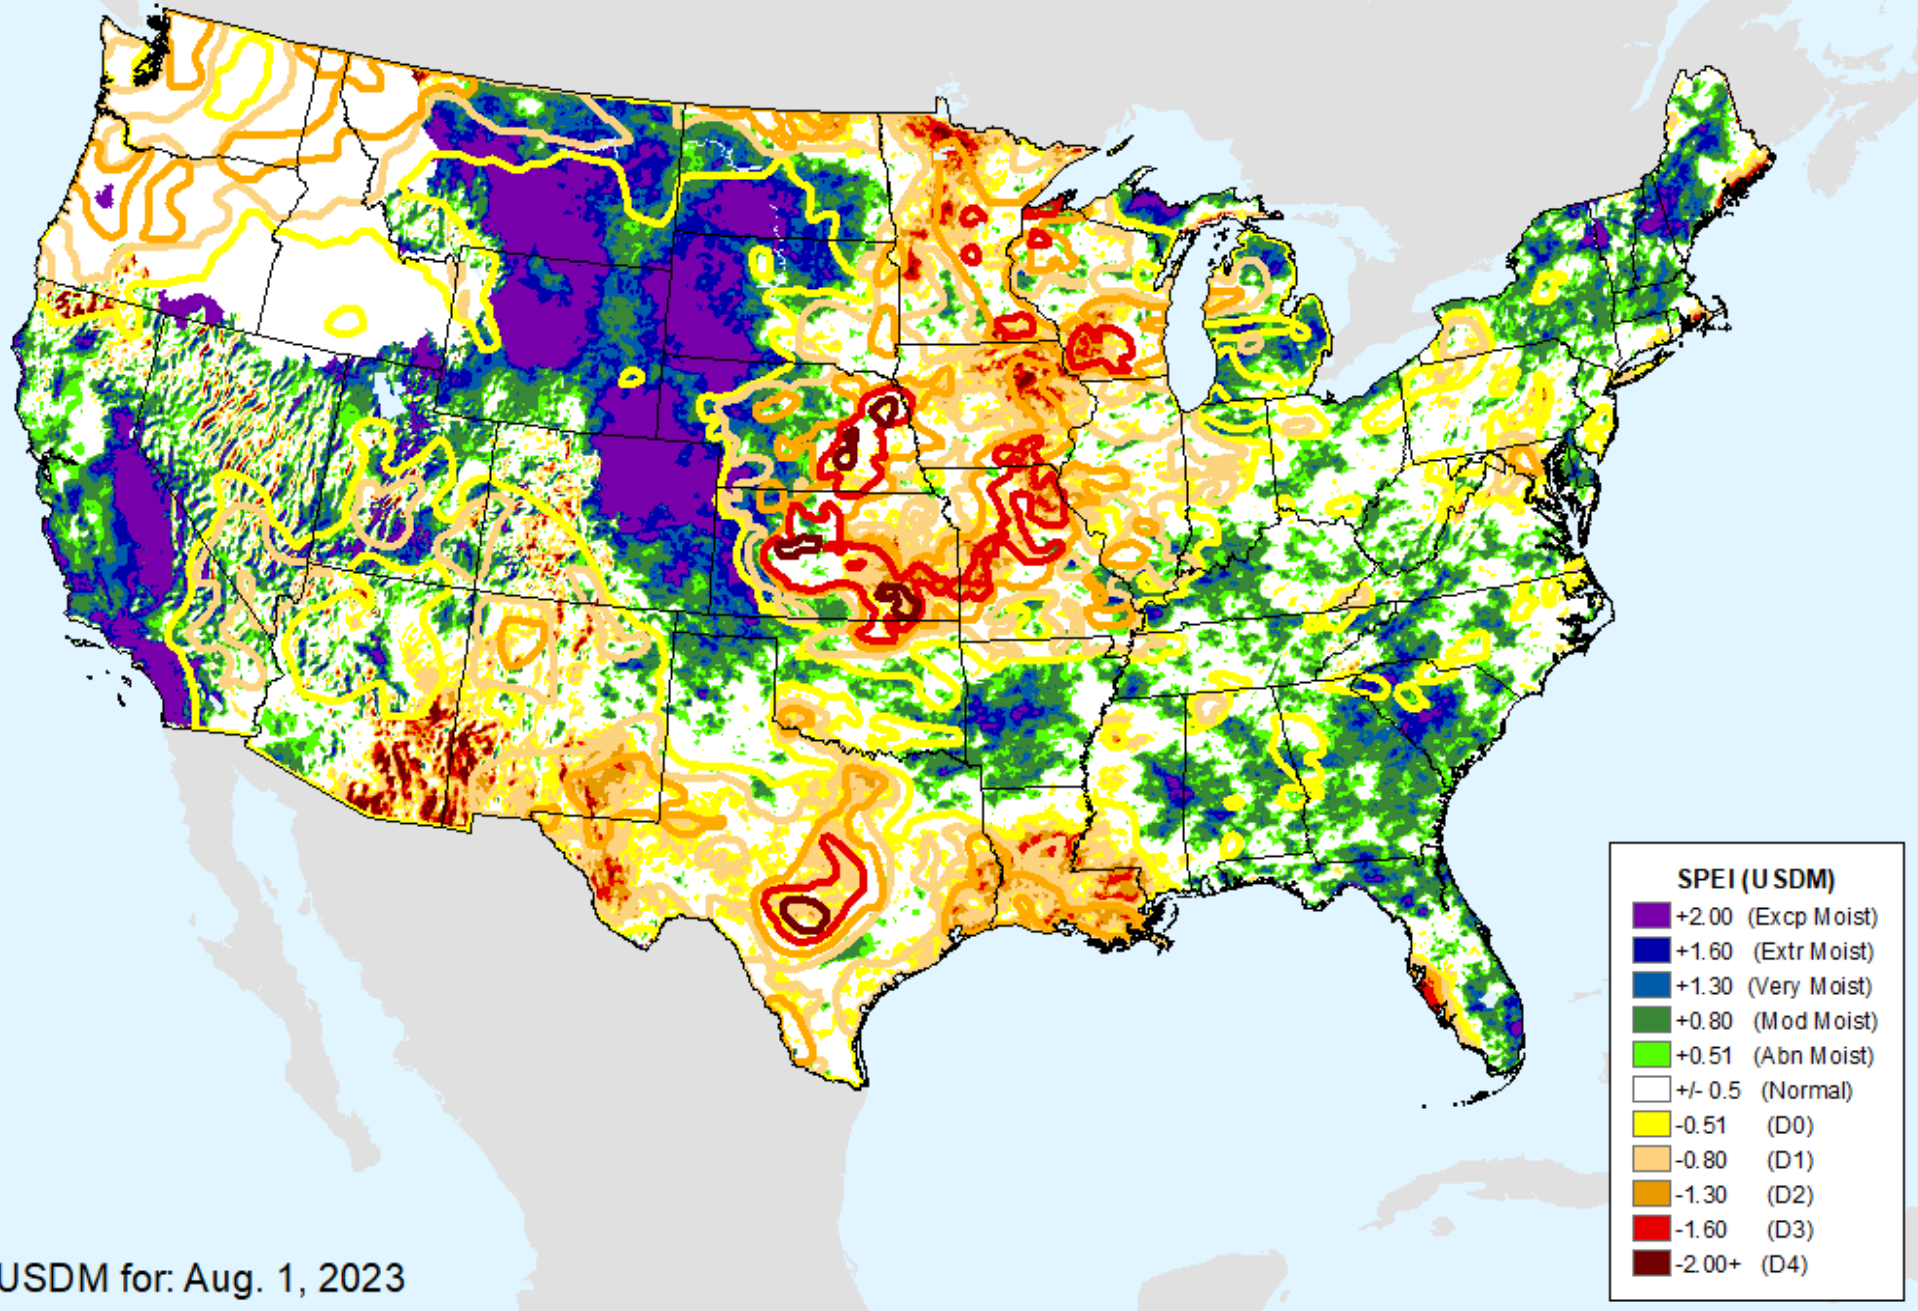 SPEI (USDM)
+2.00 (Excp Moist)
+1.60 (Extr Moist)
+1.30 (Very Moist)
+0.80 (Mod Moist)
+0.51 (Abn Moist)
+/- 0.5 (Normal)
-0.51 (D0)
-0.80 (D1)
-1.30 (D2)
-1.60 (D3)
-2.00+ (D4)
USDM for: Aug. 1, 2023